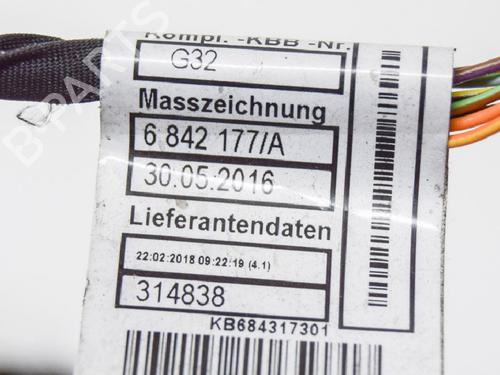 Kompl. -KBB -Nr.
G32
Masszeichnung
6 842 177/A
30.05.2016
Lieferantendaten
22:02:2018 09:22:19 (4.1)
314838
KB684317301
B-PARTS